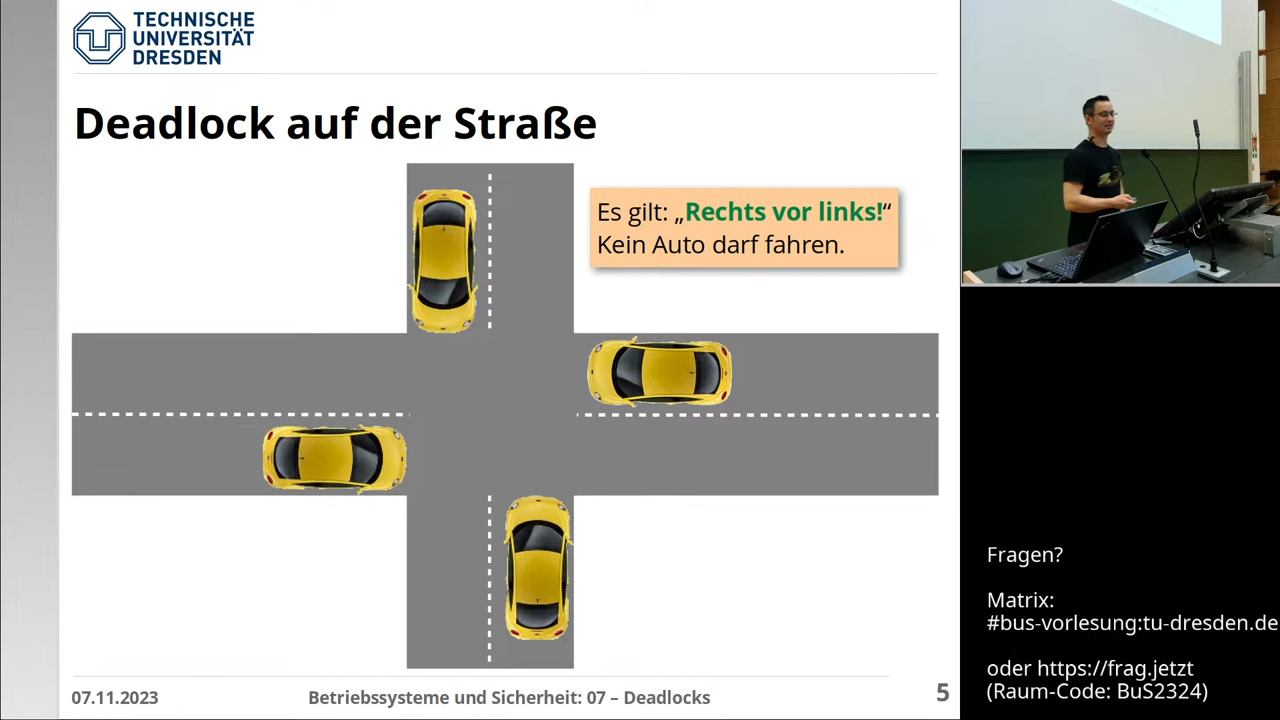 TECHNISCHE
UNIVERSITÄT
DRESDEN
Deadlock auf der Straße
Es gilt: „Rechts vor links!“
Kein Auto darf fahren.
07.11.2023
Betriebssysteme und Sicherheit: 07 – Deadlocks
5
Fragen?
Matrix:
#bus-vorlesung:tu-dresden.de
oder https://frag.jetzt
(Raum-Code: BuS2324)